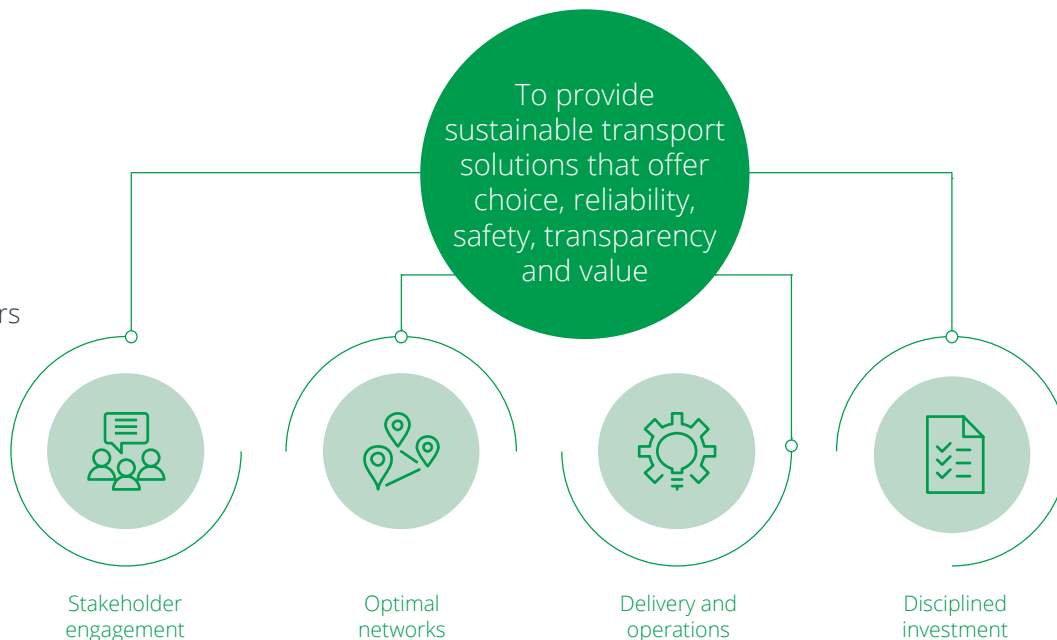 To provide
sustainable transport
solutions that offer
choice, reliability,
safety, transparency
and value
rs
Stakeholder
engagement
Optimal
networks
Delivery and
operations
Disciplined
investment